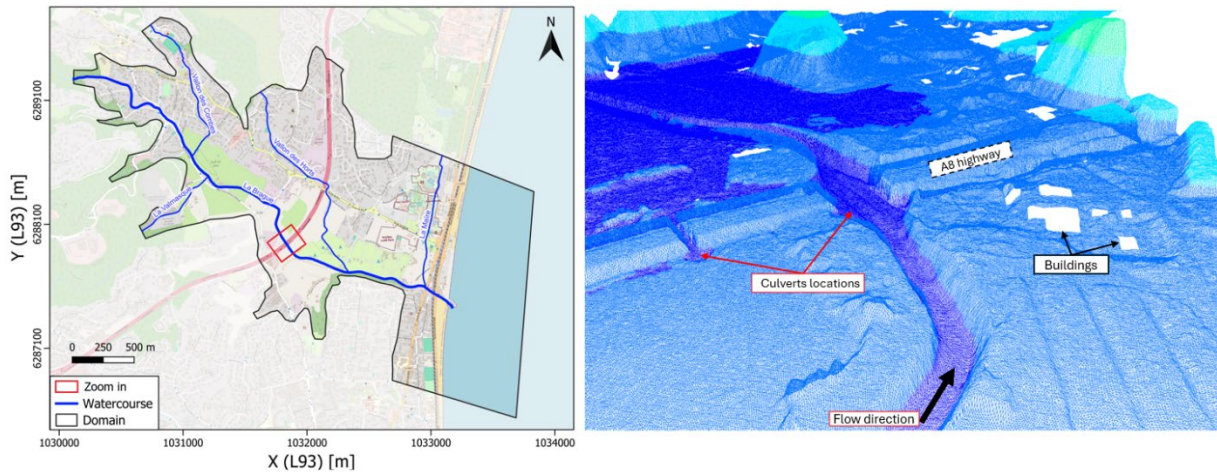 N
Y (L93) [m]
6289100
6288100
6287100
Vallon des Combes
Vallon des Horts
La Valmasque
La Brague
La Maïre
0 250 500 m
Zoom in
Watercourse
Domain
1030000 1031000 1032000 1033000 1034000
X (L93) [m]
A8 highway
Culverts locations
Buildings
Flow direction